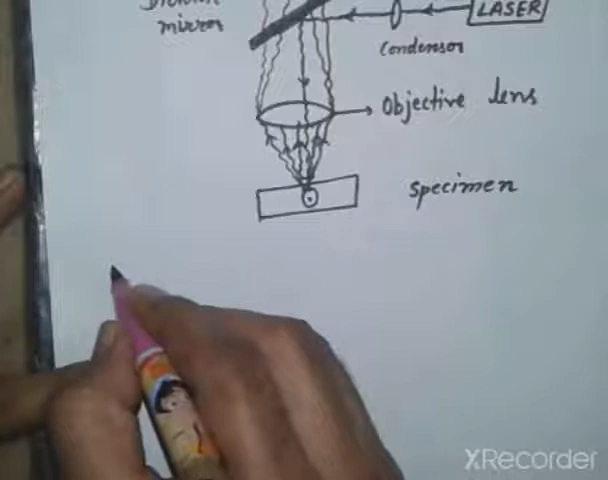 mirror
LASER
Condensor
Objective lens
Specimen
XRecorder